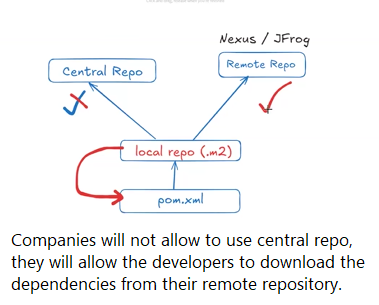 Nexus / JFrog
Central Repo
Remote Repo
local repo (.m2)
pom.xml
Companies will not allow to use central repo,
they will allow the developers to download the
dependencies from their remote repository.